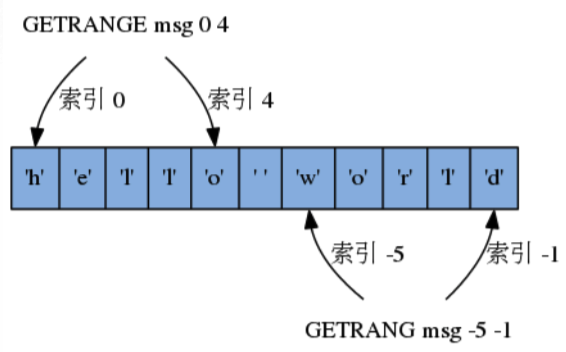 GETRANGE msg 0 4
索引 0 索引 4
'h' 'e' 'l' 'l' 'o' ' ' 'w' 'o' 'r' 'l' 'd'
索引 -5 索引 -1
GETRANG msg -5 -1